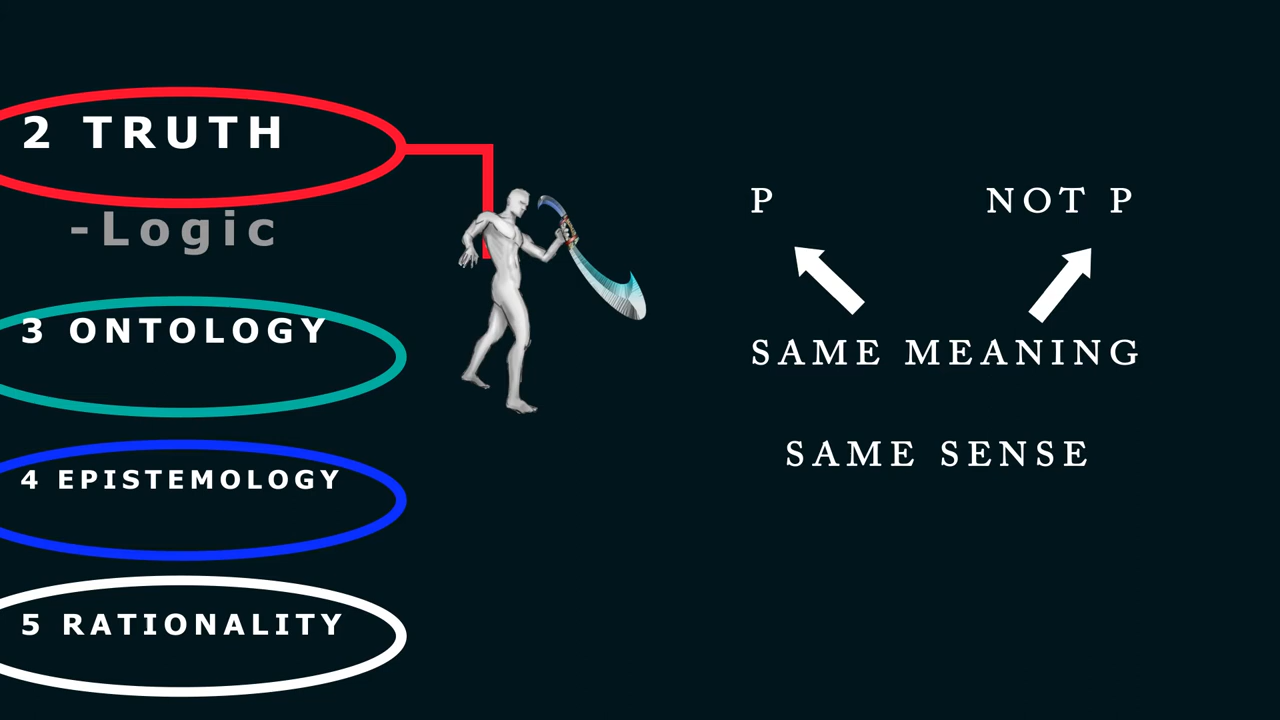 2 TRUTH
-Logic
3 ONTOLOGY
4 EPISTEMOLOGY
5 RATIONALITY
P NOT P
SAME MEANING
SAME SENSE